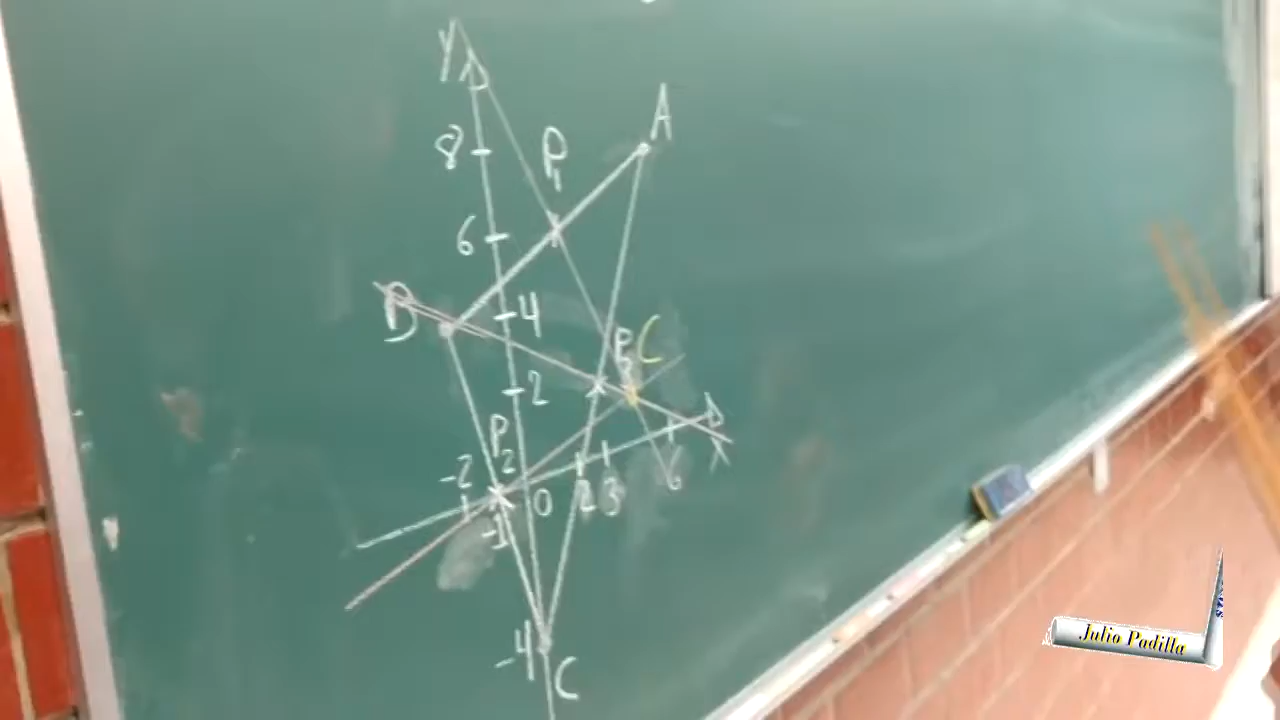 Y
A
8
P1
6
B
4
P3 C
2
P2
-2 0 2 3 6 X
-1
-4 C
Julio Padilla